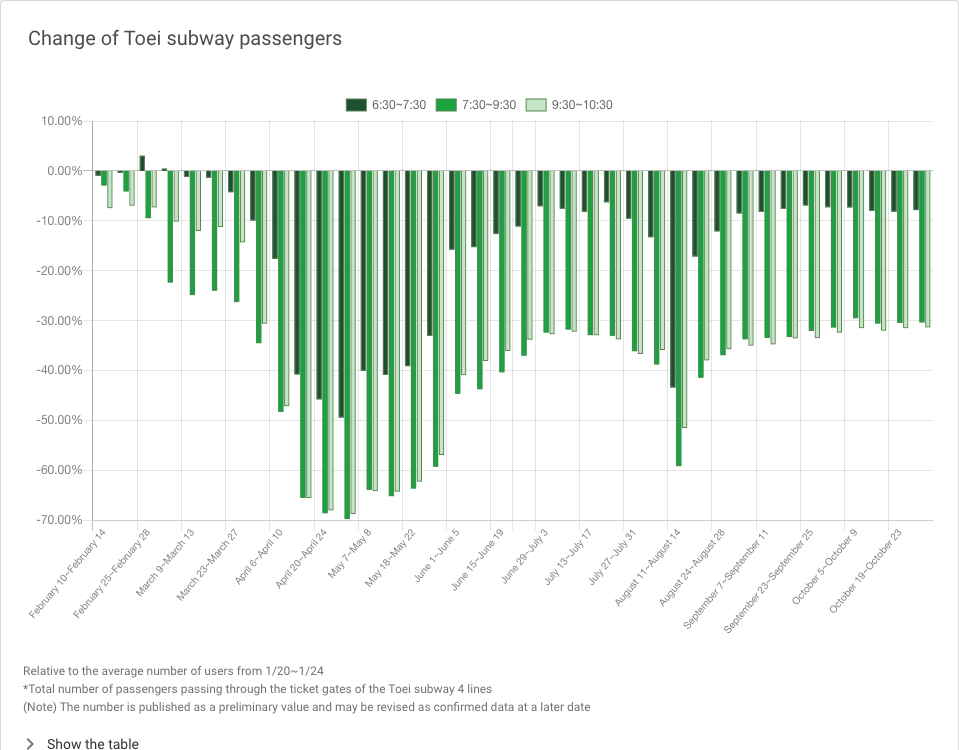 Change of Toei subway passengers
6:30~7:30 7:30~9:30 9:30~10:30
10.00%
0.00%
-10.00%
-20.00%
-30.00%
-40.00%
-50.00%
-60.00%
-70.00%
February 10~February 14
February 25~February 28
March 9~March 13
March 23~March 27
April 6~April 10
April 20~April 24
May 7~May 8
May 18~May 22
June 1~June 5
June 15~June 19
June 29~July 3
July 13~July 17
July 27~July 31
August 11~August 14
August 24~August 28
September 7~September 11
September 23~September 25
October 5~October 9
October 19~October 23
Relative to the average number of users from 1/20~1/24
*Total number of passengers passing through the ticket gates of the Toei subway 4 lines
(Note) The number is published as a preliminary value and may be revised as confirmed data at a later date
Show the table